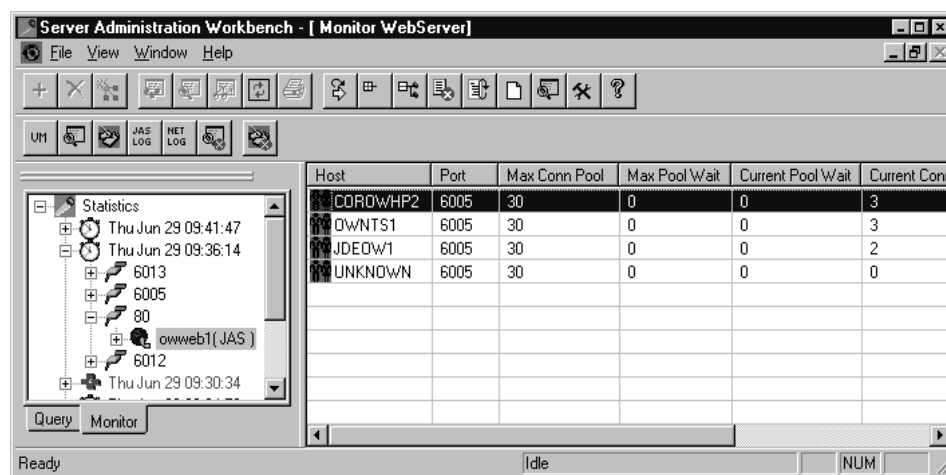 Server Administration Workbench - [ Monitor WebServer]
File View Window Help
VM JAS LOG NET LOG
Host Port Max Conn Pool Max Pool Wait Current Pool Wait Current Con
COROWHP2 6005 30 0 0 3
OWNTS1 6005 30 0 0 3
JDEOW1 6005 30 0 0 2
UNKNOWN 6005 30 0 0 0
Statistics
Thu Jun 29 09:41:47
Thu Jun 29 09:36:14
6013
6005
80
owweb1(JAS )
6012
Thu Jun 29 09:30:34
Query Monitor
Ready Idle NUM